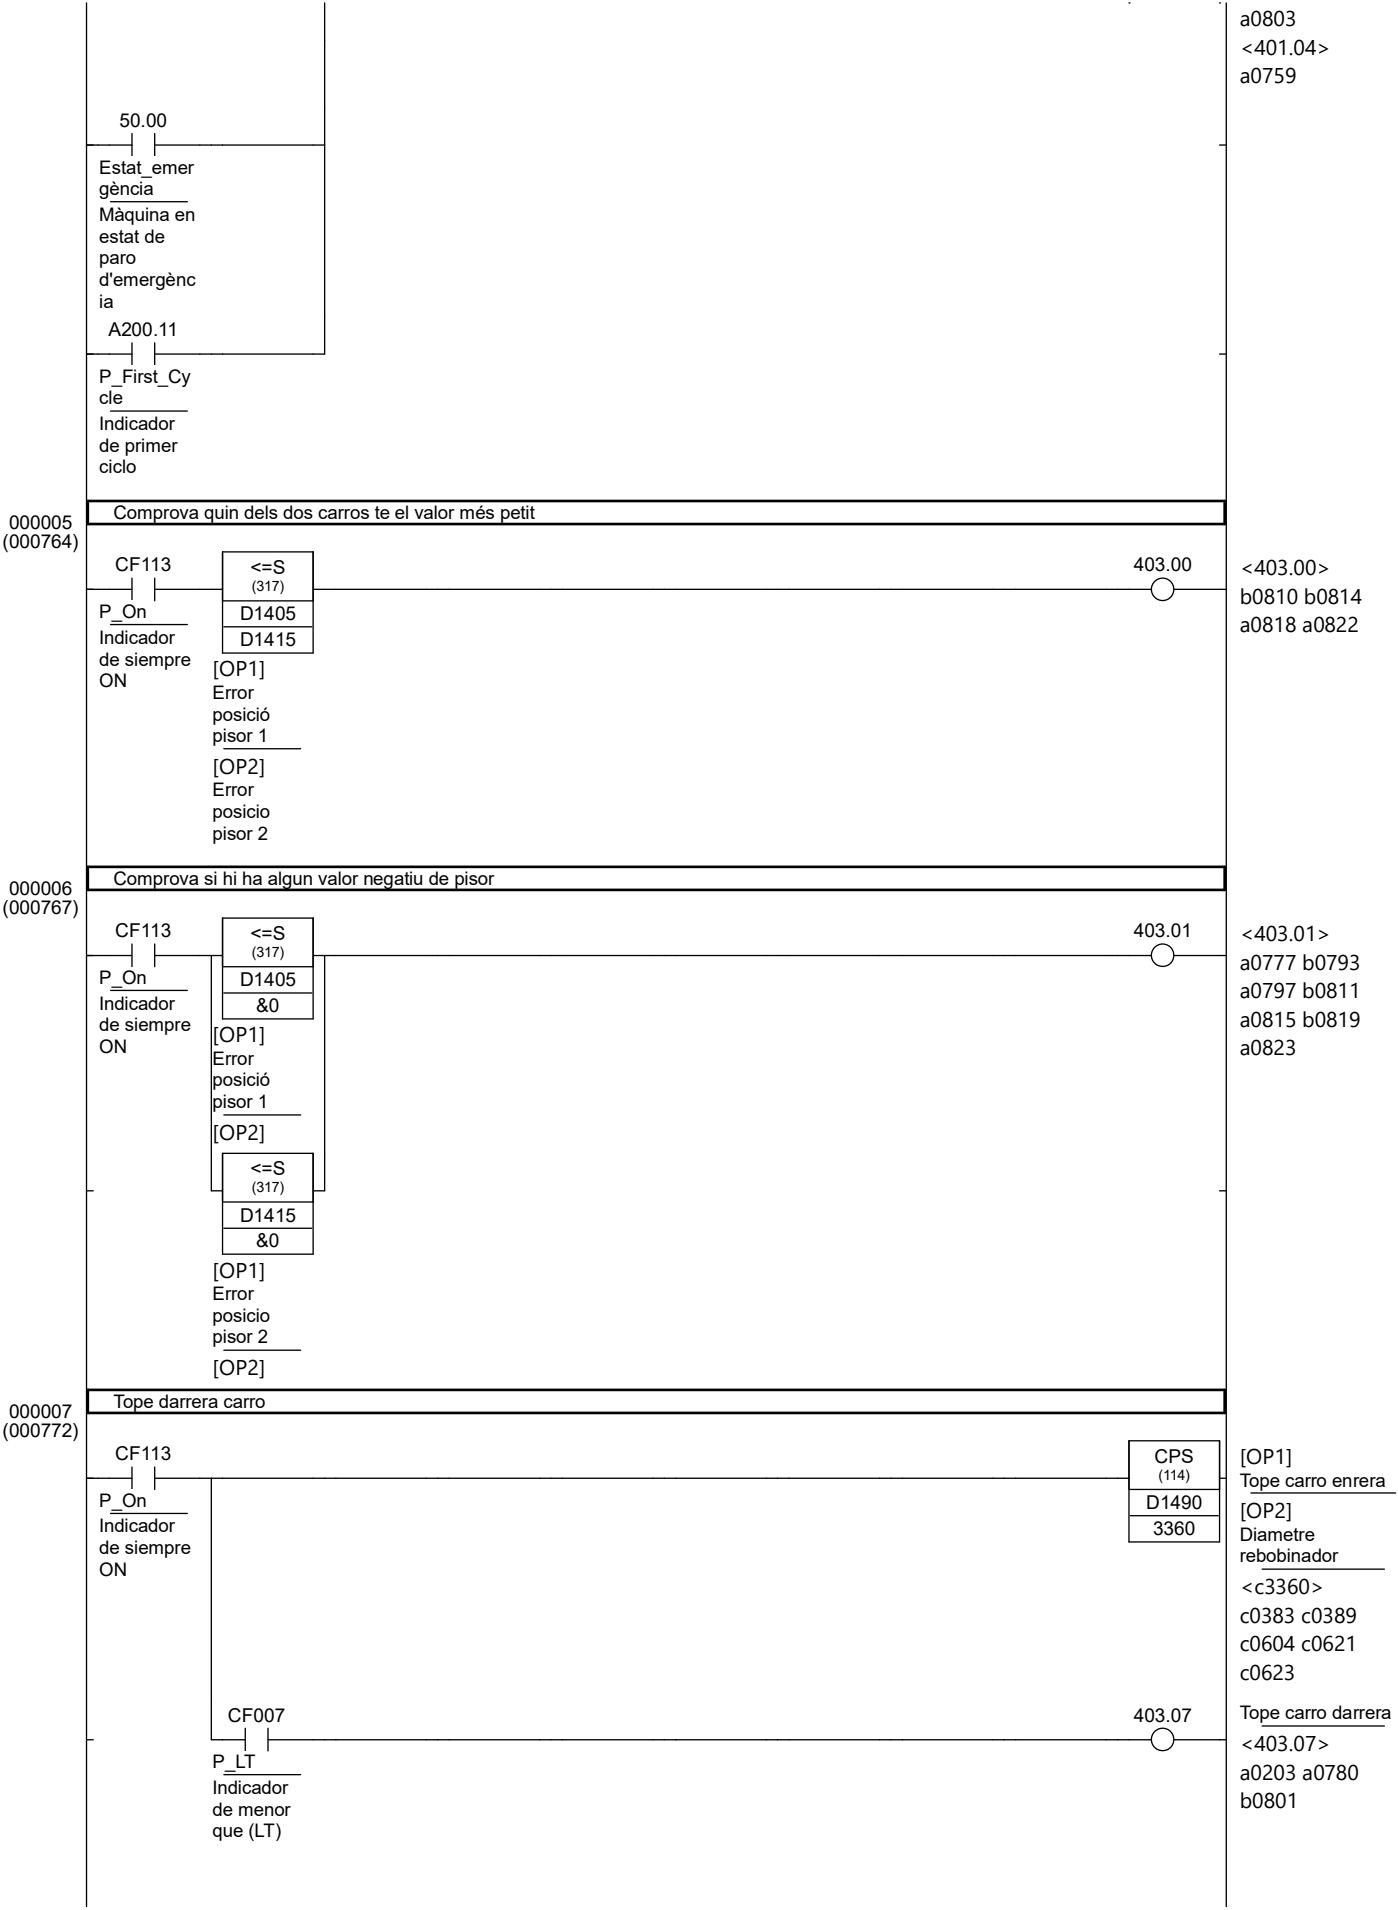 a0803
<401.04>
a0759
50.00
Estat_emer
gència
Màquina en
estat de
paro
d'emergènc
ia
A200.11
P_First_Cy
cle
Indicador
de primer
ciclo
000005
(000764)
Comprova quin dels dos carros te el valor més petit
CF113
P_On
Indicador
de siempre
ON
<=S
(317)
D1405
D1415
[OP1]
Error
posició
pisor 1
[OP2]
Error
posicio
pisor 2
403.00
<403.00>
b0810 b0814
a0818 a0822
000006
(000767)
Comprova si hi ha algun valor negatiu de pisor
CF113
P_On
Indicador
de siempre
ON
<=S
(317)
D1405
&0
[OP1]
Error
posició
pisor 1
[OP2]
<=S
(317)
D1415
&0
[OP1]
Error
posicio
pisor 2
[OP2]
403.01
<403.01>
a0777 b0793
a0797 b0811
a0815 b0819
a0823
000007
(000772)
Tope darrera carro
CF113
P_On
Indicador
de siempre
ON
CPS
(114)
D1490
3360
[OP1]
Tope carro enrera
[OP2]
Diametre
rebobinador
<c3360>
c0383 c0389
c0604 c0621
c0623
CF007
P_LT
Indicador
de menor
que (LT)
403.07
Tope carro darrera
<403.07>
a0203 a0780
b0801